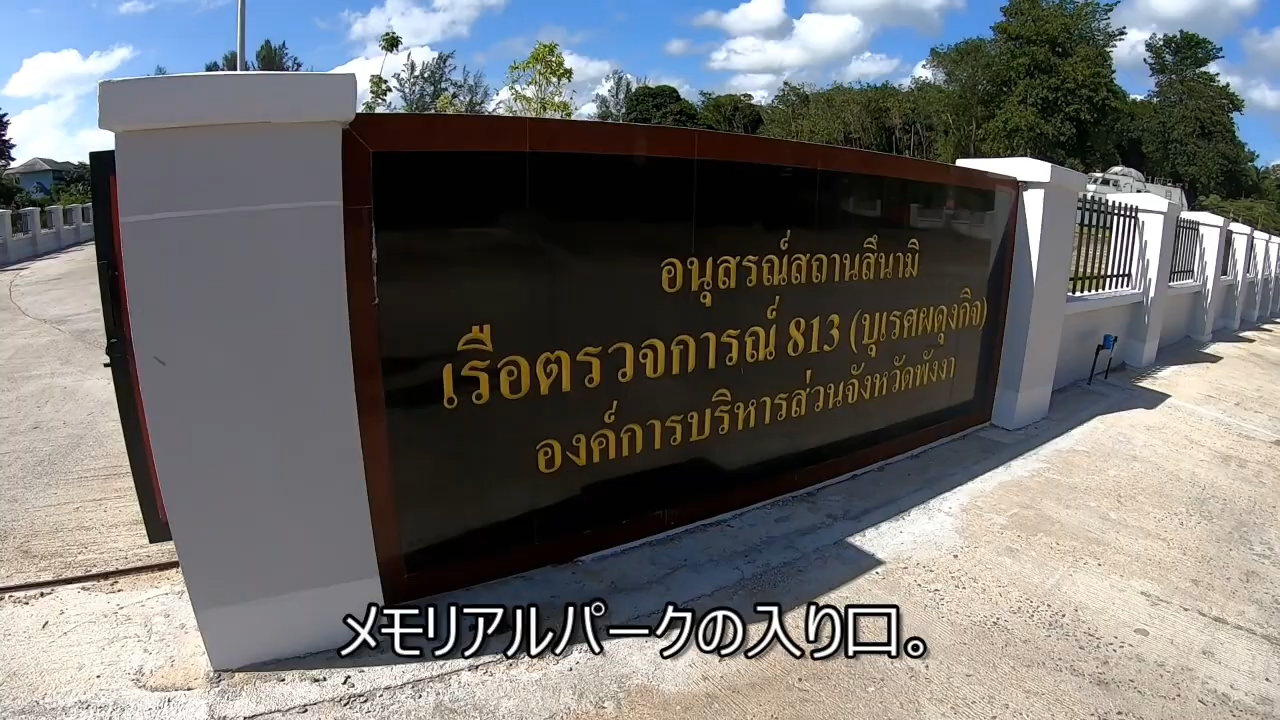 อนุสรณ์สถานสึนามิ
เรือตรวจการณ์ 813 (บุเรศผดุงกิจ)
องค์การบริหารส่วนจังหวัดพังงา
メモリアルパークの入り口。